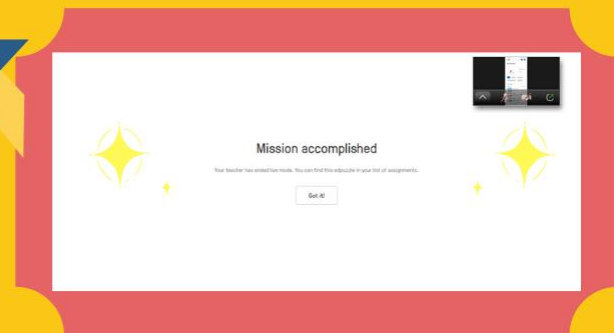 Mission accomplished
Your teacher has ended live mode. You can find this edpuzzle in your list of assignments.
Got it!